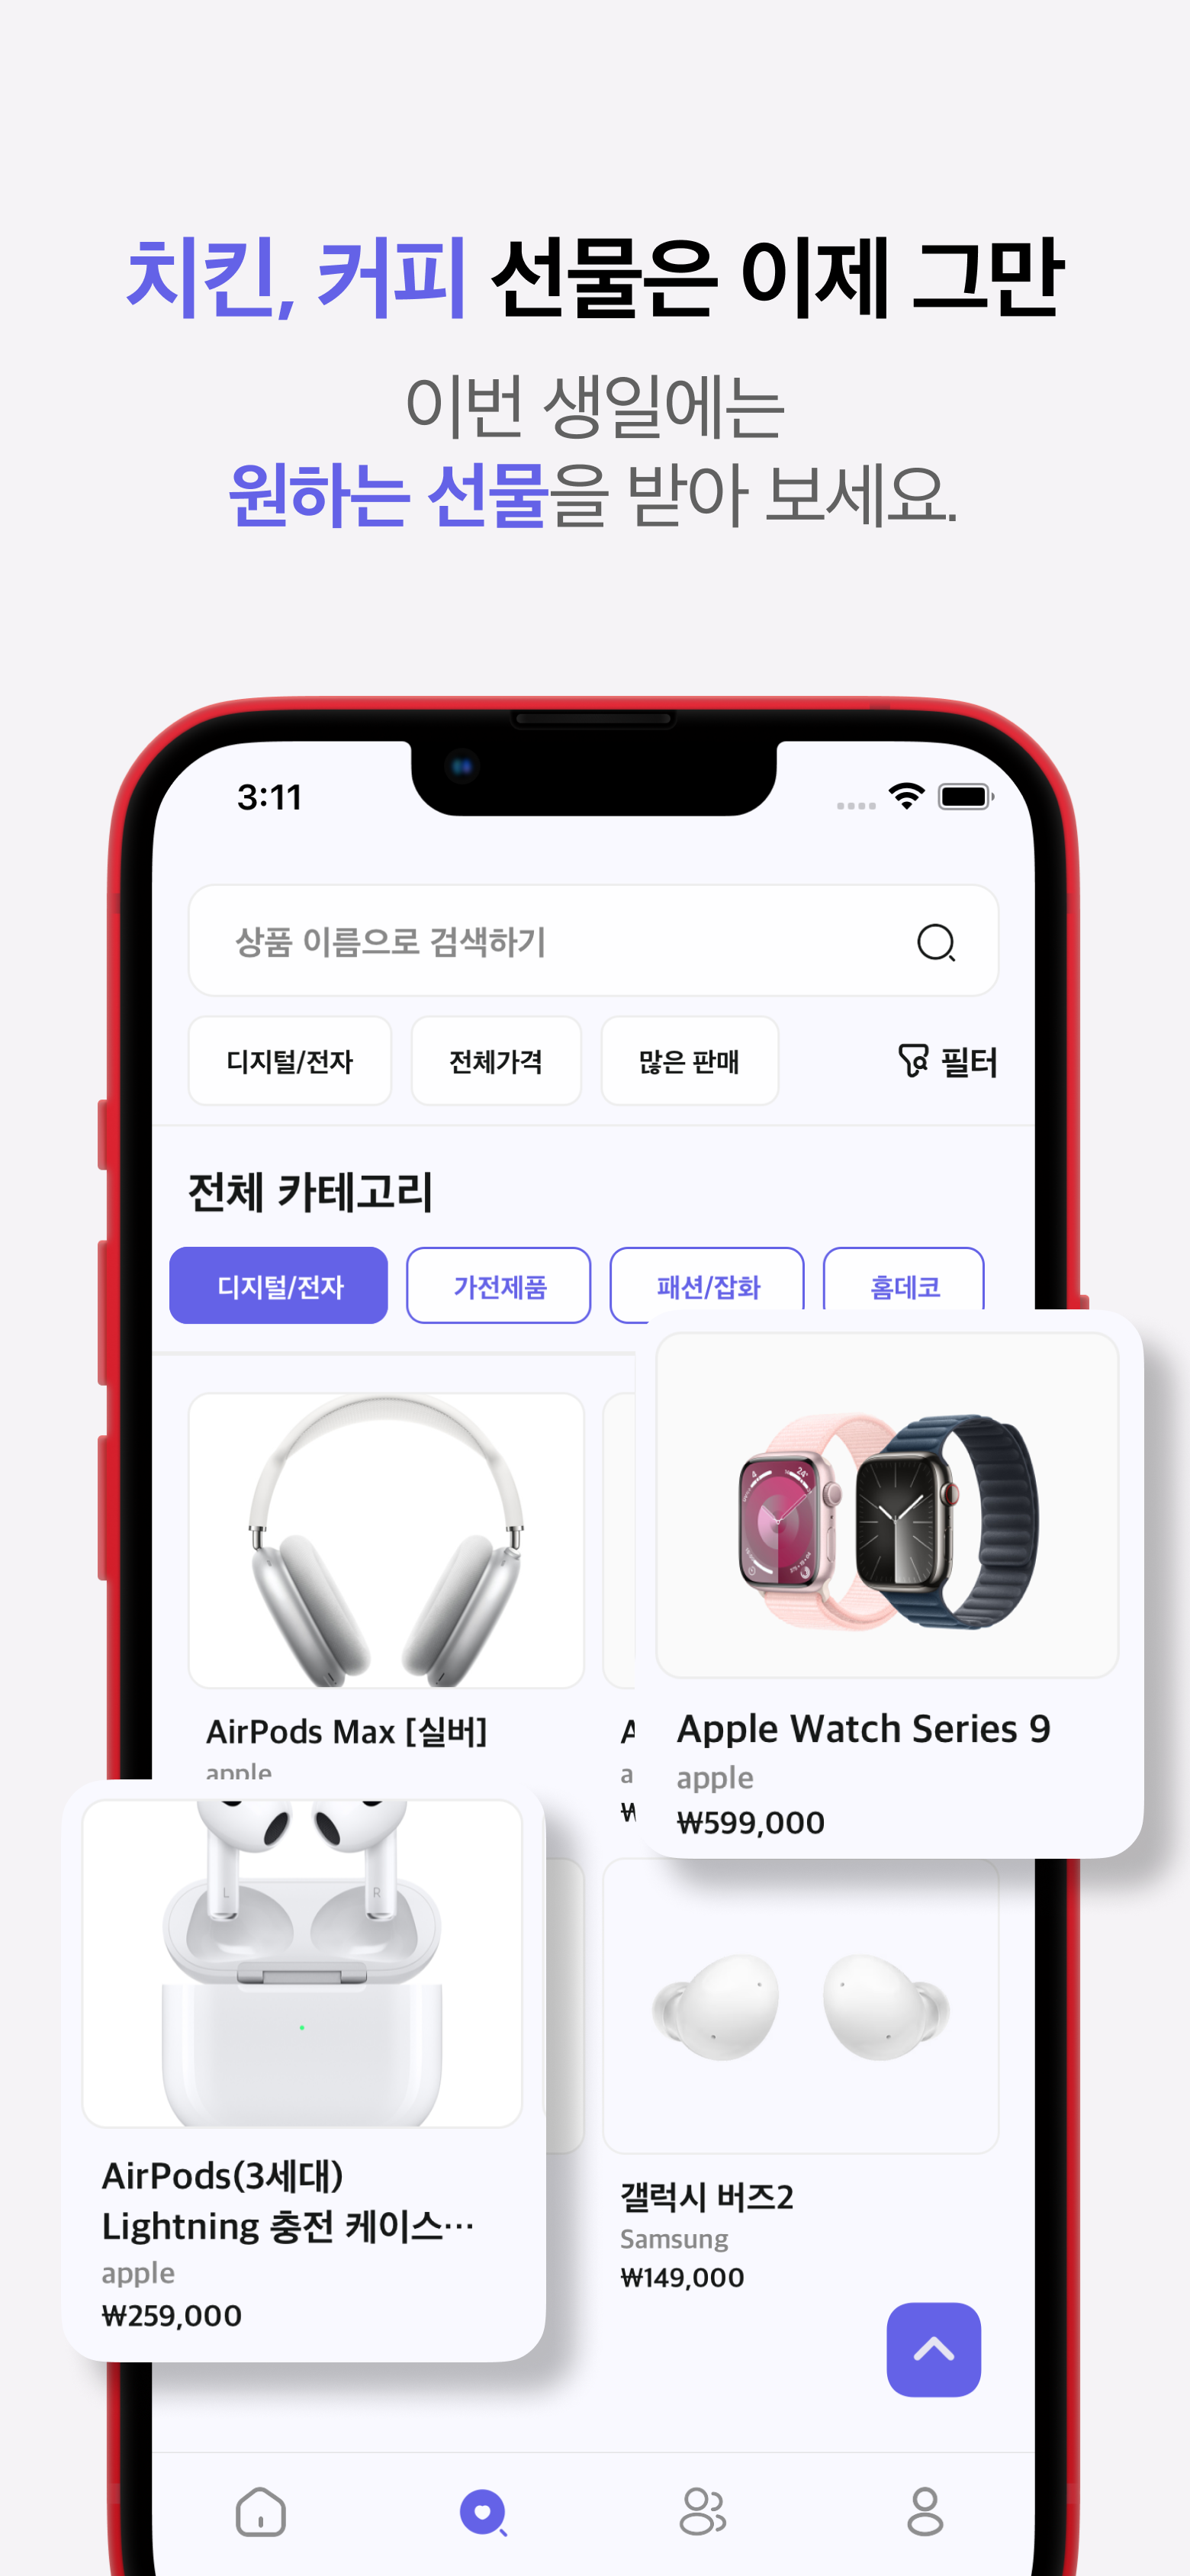 치킨, 커피 선물은 이제 그만
이번 생일에는
원하는 선물을 받아 보세요.
3:11
상품 이름으로 검색하기
디지털/전자
전체가격
많은 판매
필터
전체 카테고리
디지털/전자
가전제품
패션/잡화
홈데코
AirPods Max [실버]
apple
Apple Watch Series 9
apple
₩599,000
L R
AirPods(3세대)
Lightning 충전 케이스…
apple
₩259,000
갤럭시 버즈2
Samsung
₩149,000